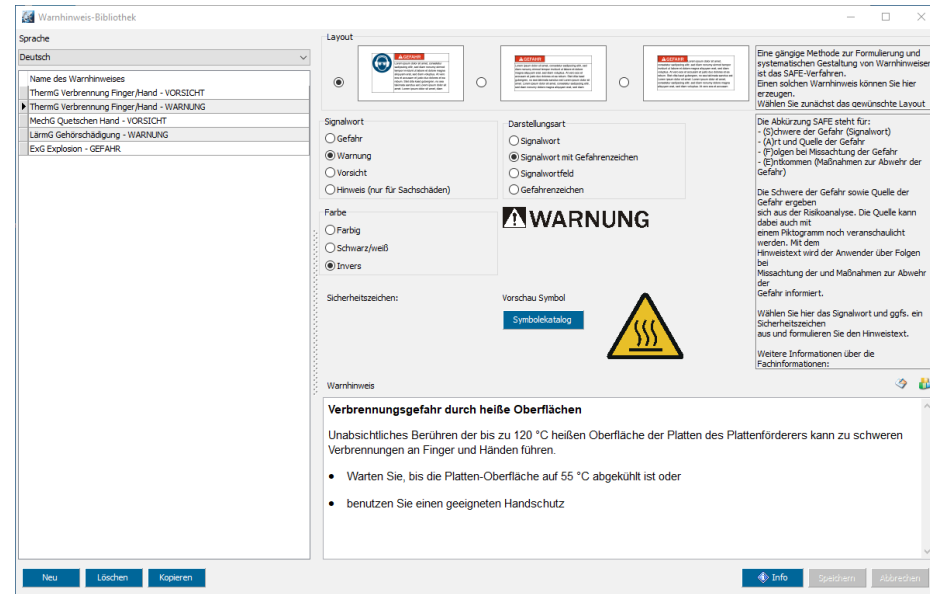 Warnhinweis-Bibliothek
Sprache
Deutsch
Name des Warnhinweises
ThermG Verbrennung Finger/Hand - VORSICHT
ThermG Verbrennung Finger/Hand - WARNUNG
MechG Quetschen Hand - VORSICHT
LärmG Gehörschädigung - WARNUNG
ExG Explosion - GEFAHR
Layout
GEFAHR
GEFAHR
GEFAHR
Signalwort
Gefahr
Warnung
Vorsicht
Hinweis (nur für Sachschäden)
Darstellungsart
Signalwort
Signalwort mit Gefahrenzeichen
Signalwortfeld
Gefahrenzeichen
Farbe
Farbig
Schwarz/weiß
Invers
WARNUNG
Sicherheitszeichen:
Vorschau Symbol
Symbolekatalog
Eine gängige Methode zur Formulierung und
systematischen Gestaltung von Warnhinweisen
ist das SAFE-Verfahren.
Einen solchen Warnhinweis können Sie hier
erzeugen.
Wählen Sie zunächst das gewünschte Layout
Die Abkürzung SAFE steht für:
- (S)chwere der Gefahr (Signalwort)
- (A)rt und Quelle der Gefahr
- (F)olgen bei Missachtung der Gefahr
- (E)ntkommen (Maßnahmen zur Abwehr der
Gefahr)
Die Schwere der Gefahr sowie Quelle der
Gefahr ergeben
sich aus der Risikoanalyse. Die Quelle kann
dabei auch mit
einem Piktogramm noch veranschaulicht
werden. Mit dem
Hinweistext wird der Anwender über Folgen
bei
Missachtung der und Maßnahmen zur Abwehr
der
Gefahr informiert.
Wählen Sie hier das Signalwort und ggfs. ein
Sicherheitszeichen
aus und formulieren Sie den Hinweistext.
Weitere Informationen über die
Fachinformationen:
Warnhinweis
Verbrennungsgefahr durch heiße Oberflächen
Unabsichtliches Berühren der bis zu 120 °C heißen Oberfläche der Platten des Plattenförderers kann zu schweren
Verbrennungen an Finger und Händen führen.
• Warten Sie, bis die Platten-Oberfläche auf 55 °C abgekühlt ist oder
• benutzen Sie einen geeigneten Handschutz
Neu
Löschen
Kopieren
Info
Speichern
Abbrechen